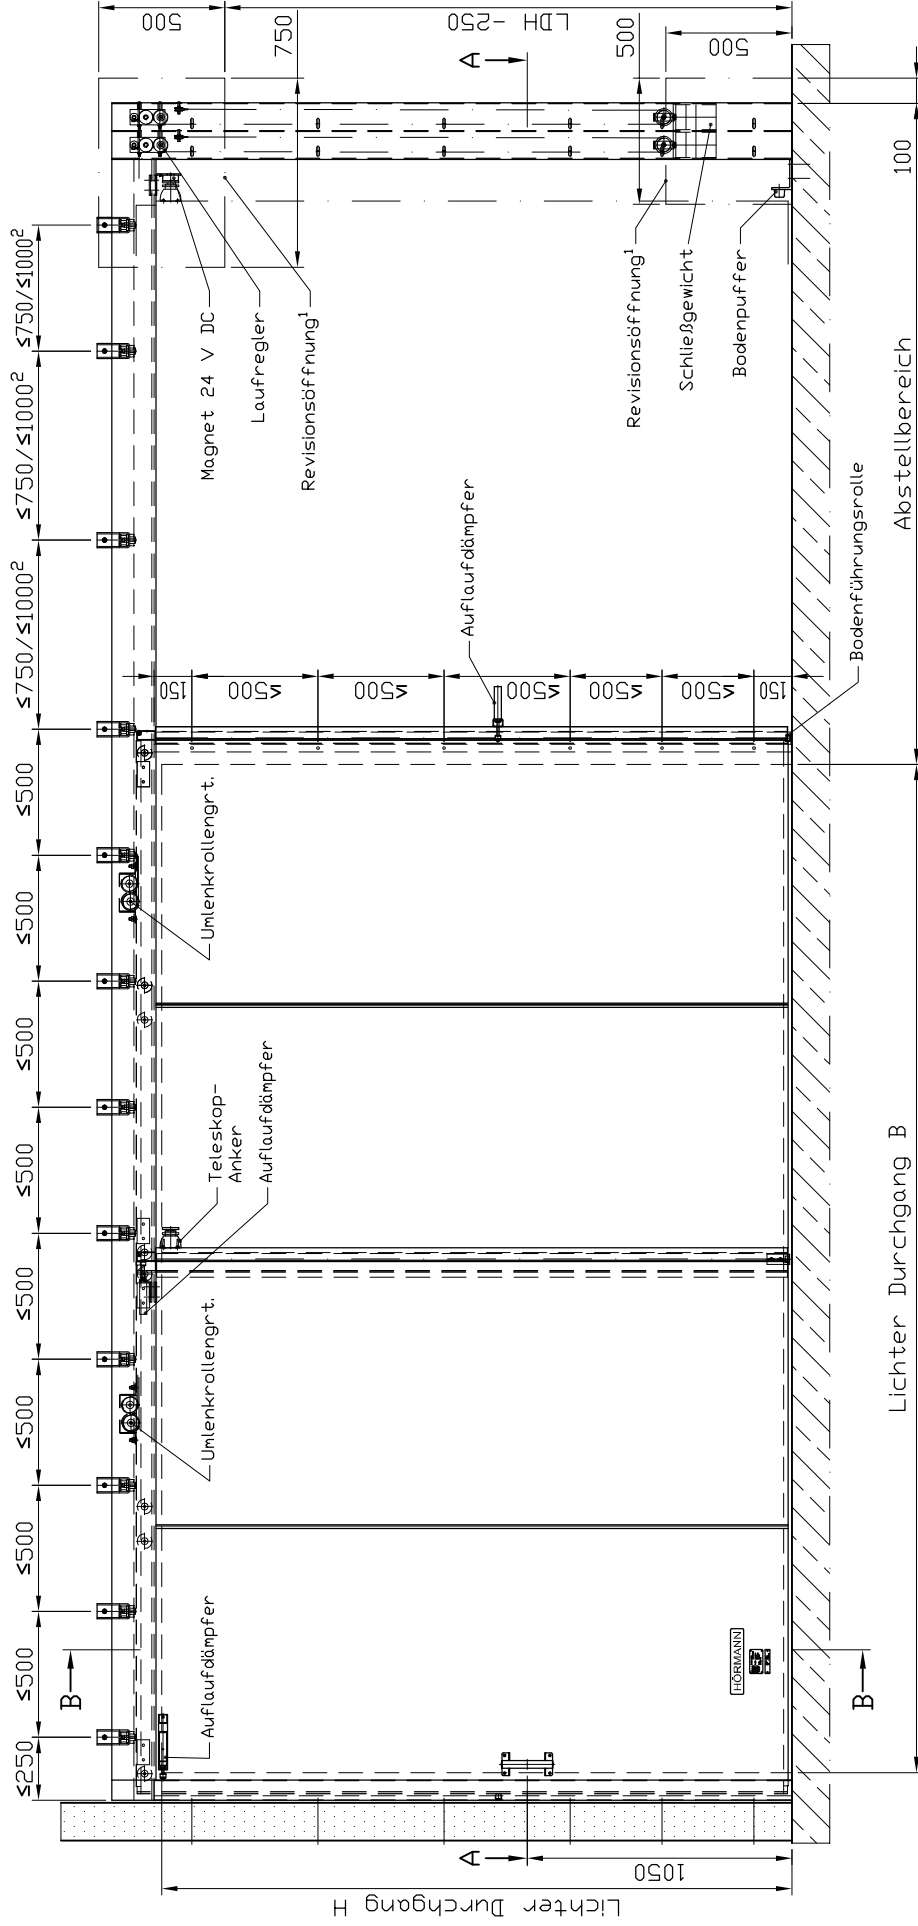 ≤250
≤500
≤500
≤500
≤500
≤500
≤500
≤500
≤500
≤750/≤1000²
≤750/≤1000²
≤750/≤1000²
B
500
750
Auflaufdämpfer
Umlenkrollengrt.
Teleskop-
Anker
Auflaufdämpfer
Umlenkrollengrt.
Magnet 24 V DC
Laufregler
Revisionsöffnung¹
150
≤500
≤500
≤500
≤500
≤500
150
Auflaufdämpfer
Lichter Durchgang H
A
A
LDH -250
1050
500
500
Revisionsöffnung¹
Schließgewicht
Bodenpuffer
HÖRMANN
B
Bodenführungsrolle
Lichter Durchgang B
Abstellbereich
100